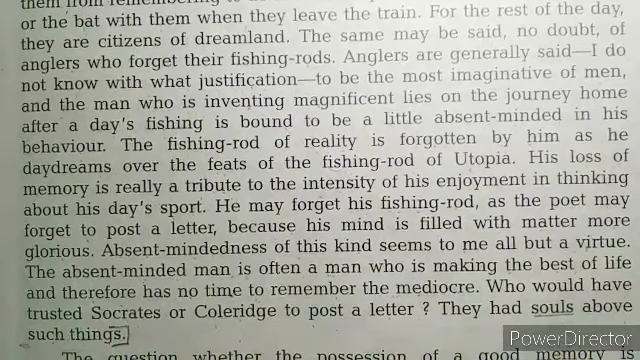 them from remembering to
or the bat with them when they leave the train. For the rest of the day,
they are citizens of dreamland. The same may be said, no doubt, of
anglers who forget their fishing-rods. Anglers are generally said—I do
not know with what justification—to be the most imaginative of men,
and the man who is inventing magnificent lies on the journey home
after a day's fishing is bound to be a little absent-minded in his
behaviour. The fishing-rod of reality is forgotten by him as he
daydreams over the feats of the fishing-rod of Utopia. His loss of
memory is really a tribute to the intensity of his enjoyment in thinking
about his day's sport. He may forget his fishing-rod, as the poet may
forget to post a letter, because his mind is filled with matter more
glorious. Absent-mindedness of this kind seems to me all but a virtue.
The absent-minded man is often a man who is making the best of life
and therefore has no time to remember the mediocre. Who would have
trusted Socrates or Coleridge to post a letter ? They had souls above
such things.
PowerDirector
The question whether the possession of a good memory is